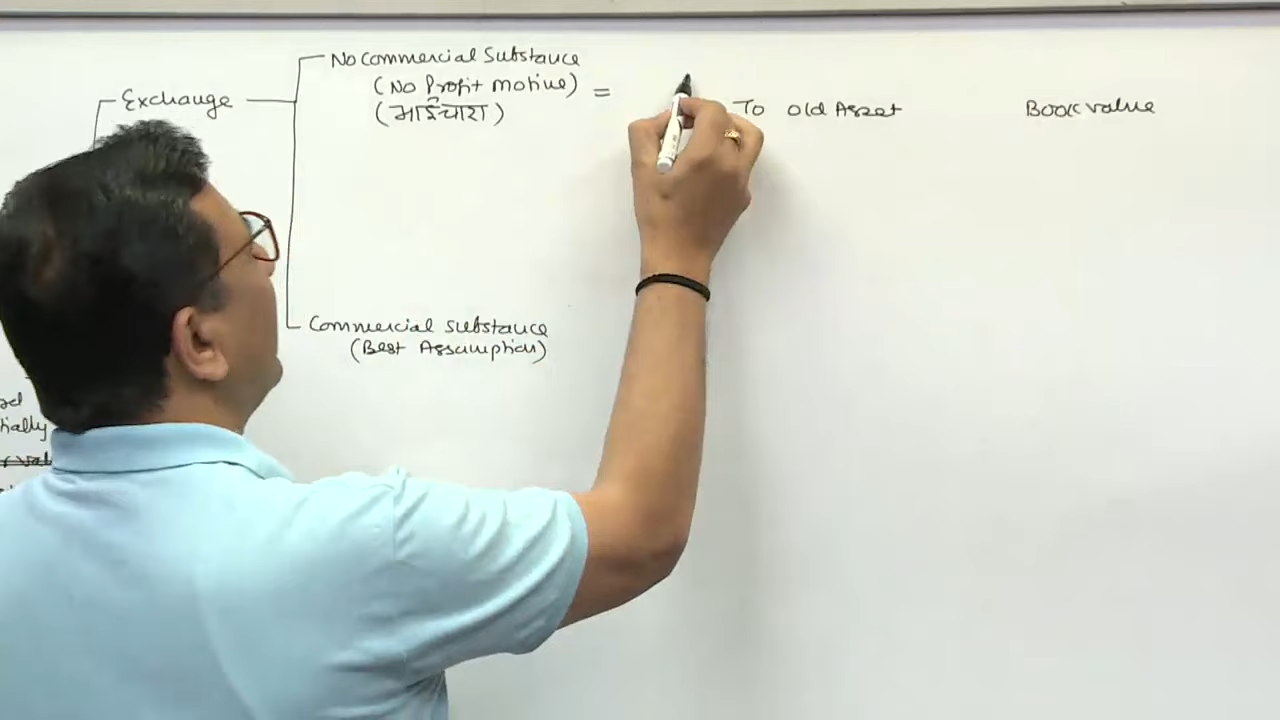 No commercial Substance
Exchange
(No Profit motive) =
(भाईचारा)
To old Asset Book value
Commercial substance
(Best Assumption)